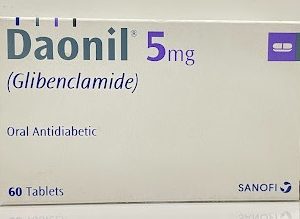 Daonil® 5mg
(Glibenclamide)
Oral Antidiabetic
60 Tablets
SANOFI